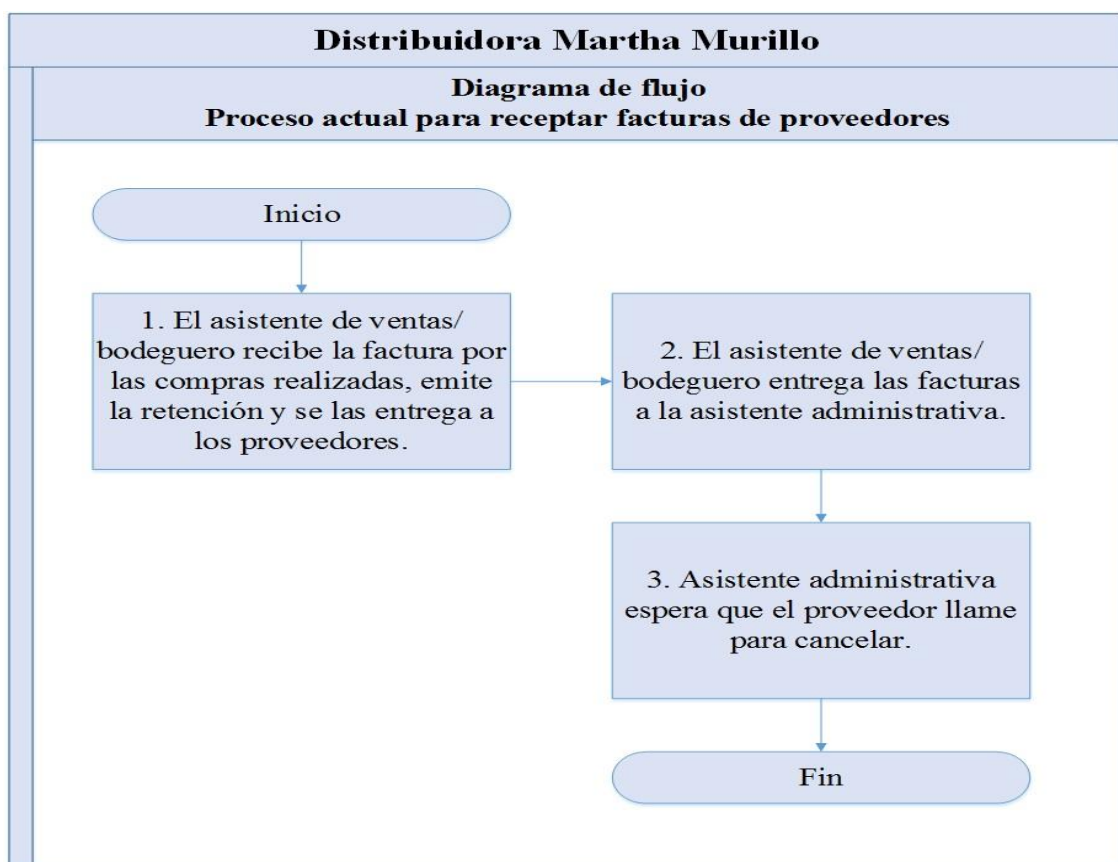 Distribuidora Martha Murillo
Diagrama de flujo
Proceso actual para receptar facturas de proveedores
Inicio
1. El asistente de ventas/
bodeguero recibe la factura por
las compras realizadas, emite
la retención y se las entrega a
los proveedores.
2. El asistente de ventas/
bodeguero entrega las facturas
a la asistente administrativa.
3. Asistente administrativa
espera que el proveedor llame
para cancelar.
Fin